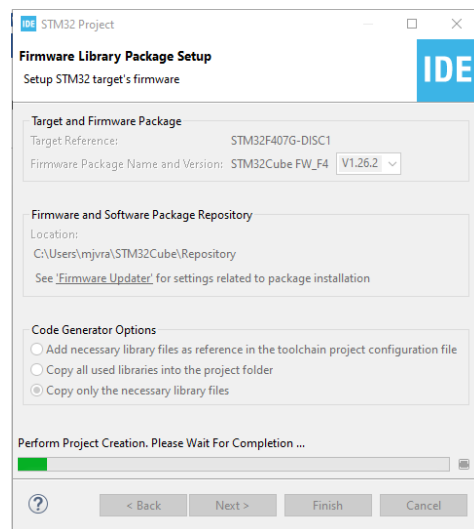 IDE STM32 Project
Firmware Library Package Setup
Setup STM32 target's firmware
IDE
Target and Firmware Package
Target Reference: STM32F407G-DISC1
Firmware Package Name and Version: STM32Cube FW_F4 V1.26.2
Firmware and Software Package Repository
Location:
C:\Users\mjvra\STM32Cube\Repository
See 'Firmware Updater' for settings related to package installation
Code Generator Options
Add necessary library files as reference in the toolchain project configuration file
Copy all used libraries into the project folder
Copy only the necessary library files
Perform Project Creation. Please Wait For Completion ...
? < Back Next > Finish Cancel